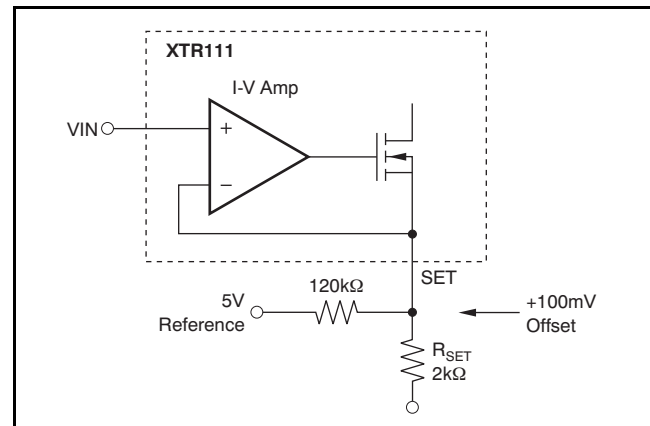 XTR111
I-V Amp
VIN
+
−
SET
120kΩ
5V
Reference
+100mV
Offset
RSET
2kΩ